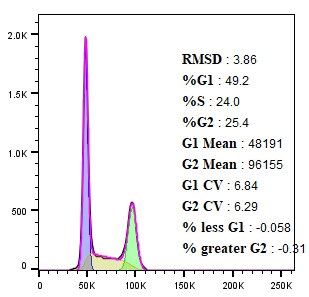 2.0K
1.5K
1.0K
500
0
0
50K
100K
150K
200K
250K
RMSD : 3.86
%G1 : 49.2
%S : 24.0
%G2 : 25.4
G1 Mean : 48191
G2 Mean : 96155
G1 CV : 6.84
G2 CV : 6.29
% less G1 : -0.058
% greater G2 : -0.31